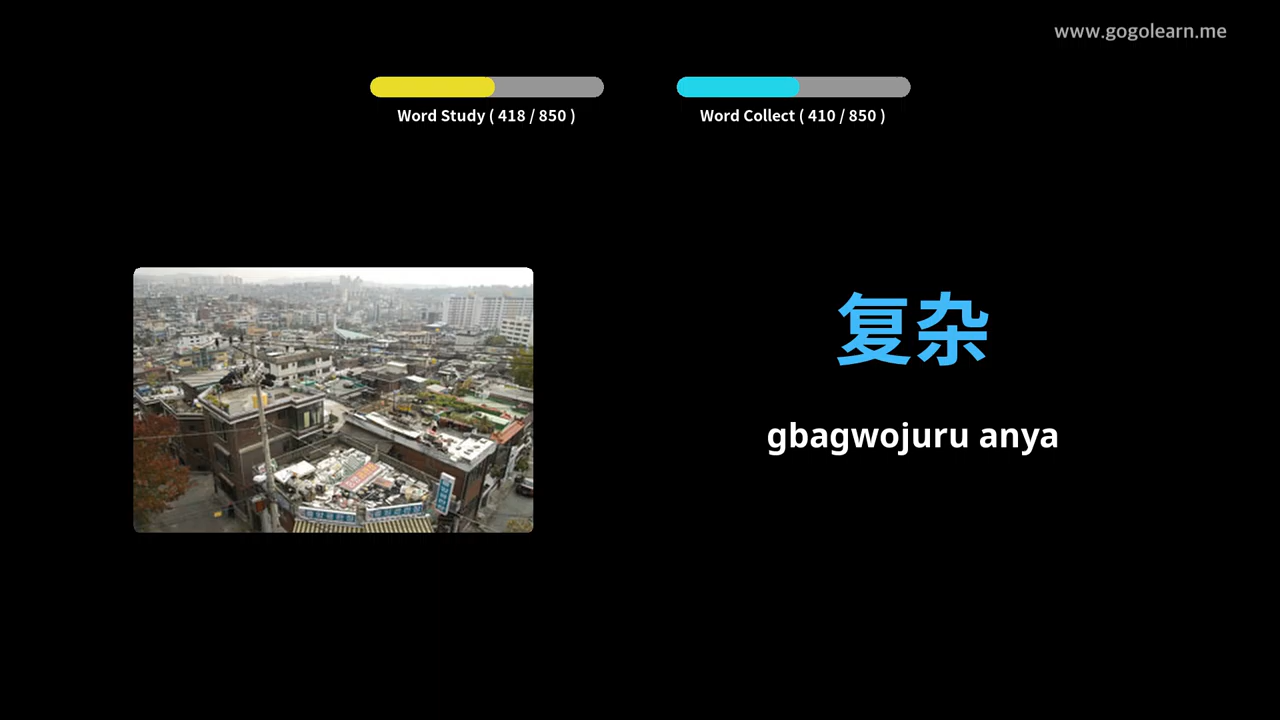 www.gogolearn.me
Word Study ( 418 / 850 )
Word Collect ( 410 / 850 )
复杂
gbagwojuru anya